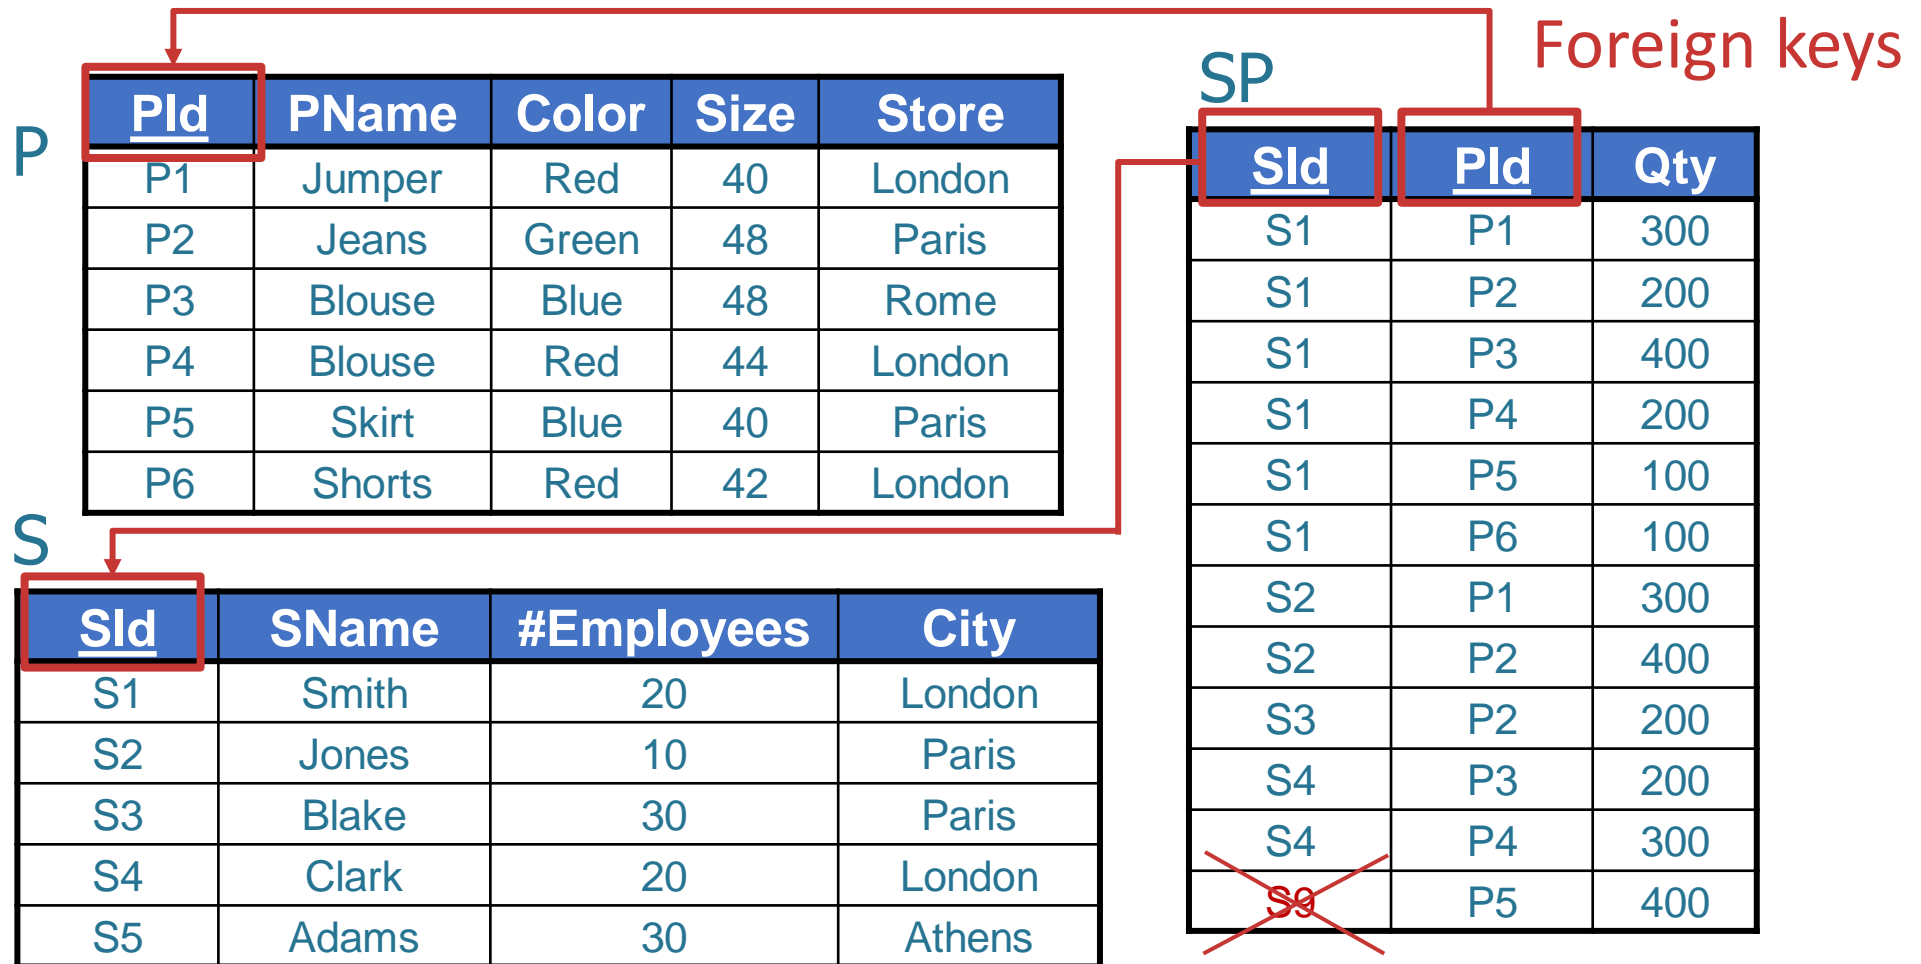 Foreign keys
P
PId PName Color Size Store
P1 Jumper Red 40 London
P2 Jeans Green 48 Paris
P3 Blouse Blue 48 Rome
P4 Blouse Red 44 London
P5 Skirt Blue 40 Paris
P6 Shorts Red 42 London
S
SId SName #Employees City
S1 Smith 20 London
S2 Jones 10 Paris
S3 Blake 30 Paris
S4 Clark 20 London
S5 Adams 30 Athens
SP
SId PId Qty
S1 P1 300
S1 P2 200
S1 P3 400
S1 P4 200
S1 P5 100
S1 P6 100
S2 P1 300
S2 P2 400
S3 P2 200
S4 P3 200
S4 P4 300
S9 P5 400